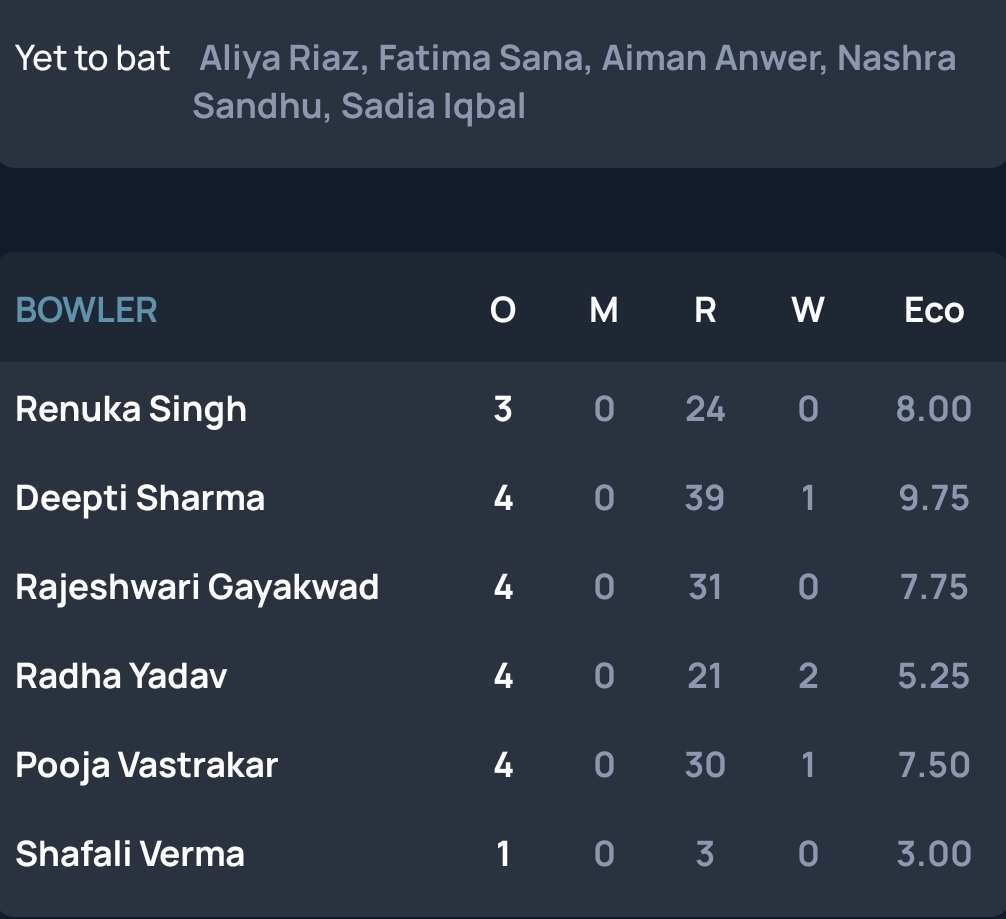 Yet to bat Aliya Riaz, Fatima Sana, Aiman Anwer, Nashra
Sandhu, Sadia Iqbal
BOWLER O M R W Eco
Renuka Singh 3 0 24 0 8.00
Deepti Sharma 4 0 39 1 9.75
Rajeshwari Gayakwad 4 0 31 0 7.75
Radha Yadav 4 0 21 2 5.25
Pooja Vastrakar 4 0 30 1 7.50
Shafali Verma 1 0 3 0 3.00